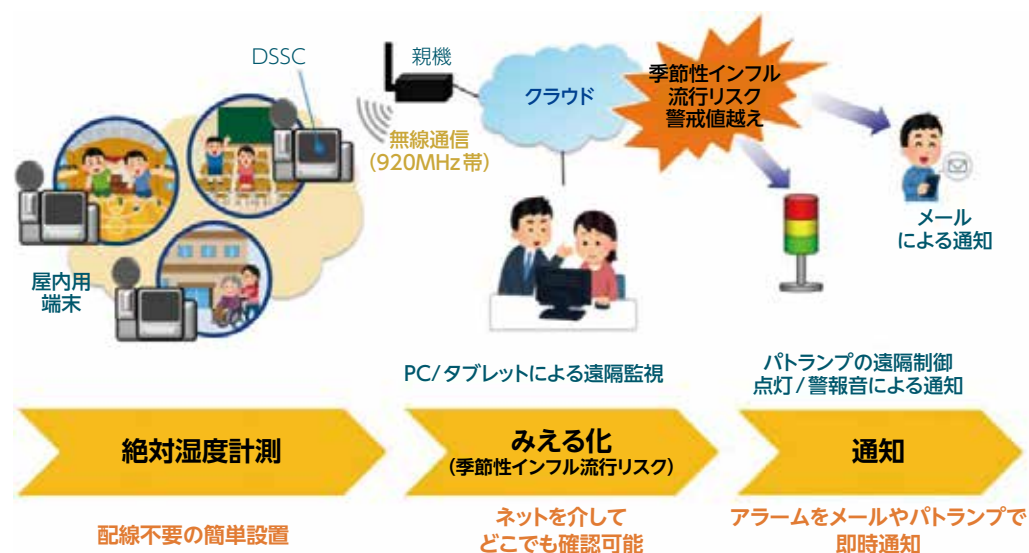 DSSC
親機
無線通信
(920MHz帯)
クラウド
季節性インフル
流行リスク
警戒値越え
メール
による通知
屋内用
端末
PC/タブレットによる遠隔監視
パトランプの遠隔制御
点灯/警報音による通知
絶対湿度計測
みえる化
(季節性インフル流行リスク)
通知
配線不要の簡単設置
ネットを介して
どこでも確認可能
アラームをメールやパトランプで
即時通知